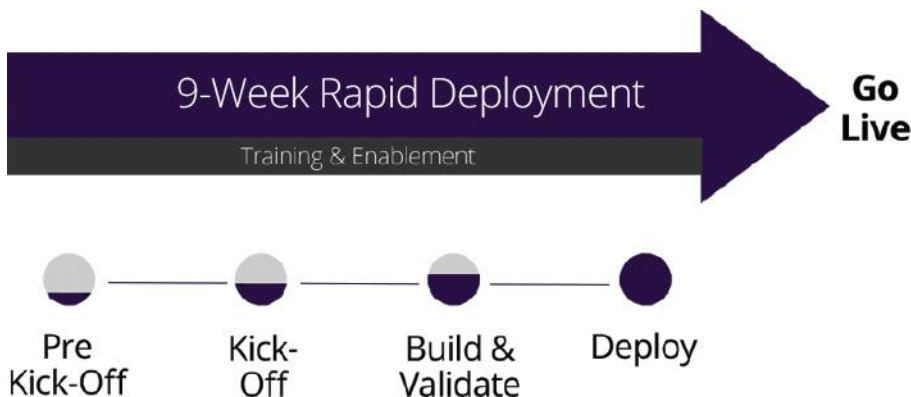 9-Week Rapid Deployment
Training & Enablement
Go
Live
Pre
Kick-Off
Kick-
Off
Build &
Validate
Deploy